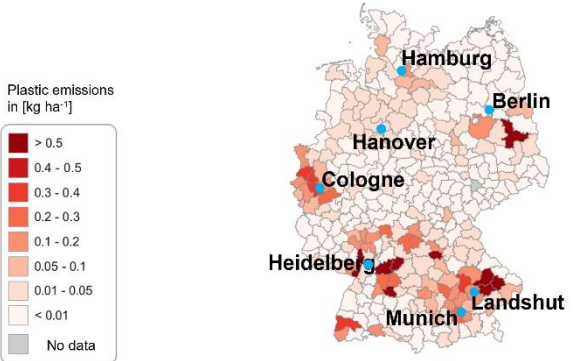 Plastic emissions
in [kg ha⁻¹]
> 0.5
0.4 - 0.5
0.3 - 0.4
0.2 - 0.3
0.1 - 0.2
0.05 - 0.1
0.01 - 0.05
< 0.01
No data
Hamburg
Berlin
Hanover
Cologne
Heidelberg
Landshut
Munich